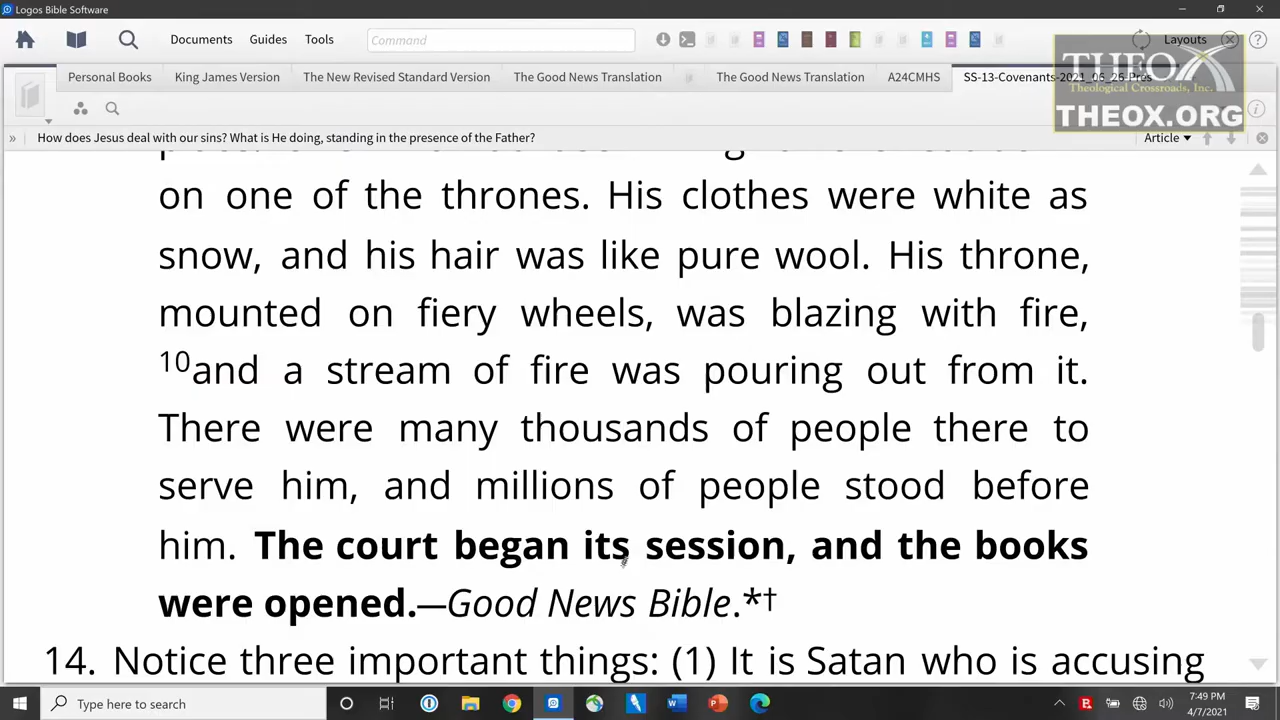 Logos Bible Software
Documents Guides Tools Command Layouts
THEOX
Theological Crossroads, Inc.
THEOX.ORG
Personal Books King James Version The New Revised Standard Version The Good News Translation The Good News Translation A24CMHS SS-13-Covenants-2021_06_26.Pres
How does Jesus deal with our sins? What is He doing, standing in the presence of the Father? Article
on one of the thrones. His clothes were white as
snow, and his hair was like pure wool. His throne,
mounted on fiery wheels, was blazing with fire,
10and a stream of fire was pouring out from it.
There were many thousands of people there to
serve him, and millions of people stood before
him. The court began its session, and the books
were opened.—Good News Bible.*†
14. Notice three important things: (1) It is Satan who is accusing
Type here to search
7:49 PM
4/7/2021